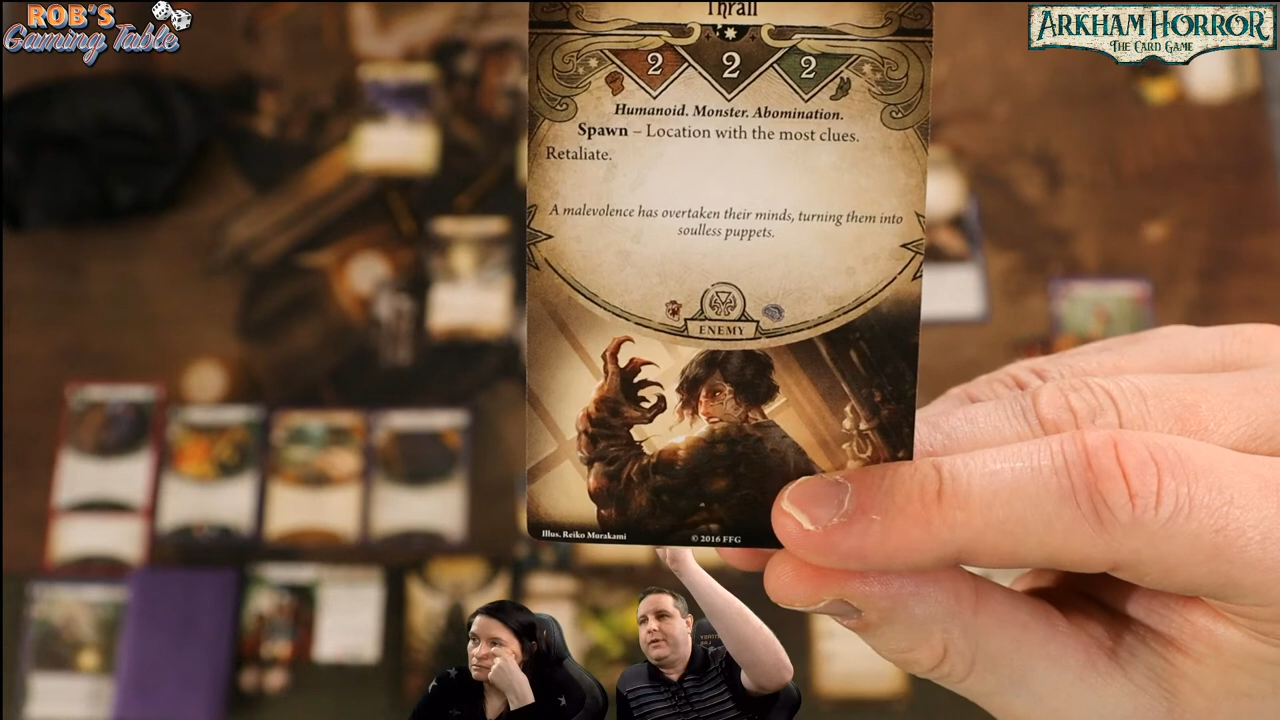 ROB'S
Gaming Table
ARKHAM HORROR
THE CARD GAME
Thrall
2 2 2
Humanoid. Monster. Abomination.
Spawn – Location with the most clues.
Retaliate.
A malevolence has overtaken their minds, turning them into
soulless puppets.
ENEMY
Illus. Reiko Murakami
© 2016 FFG